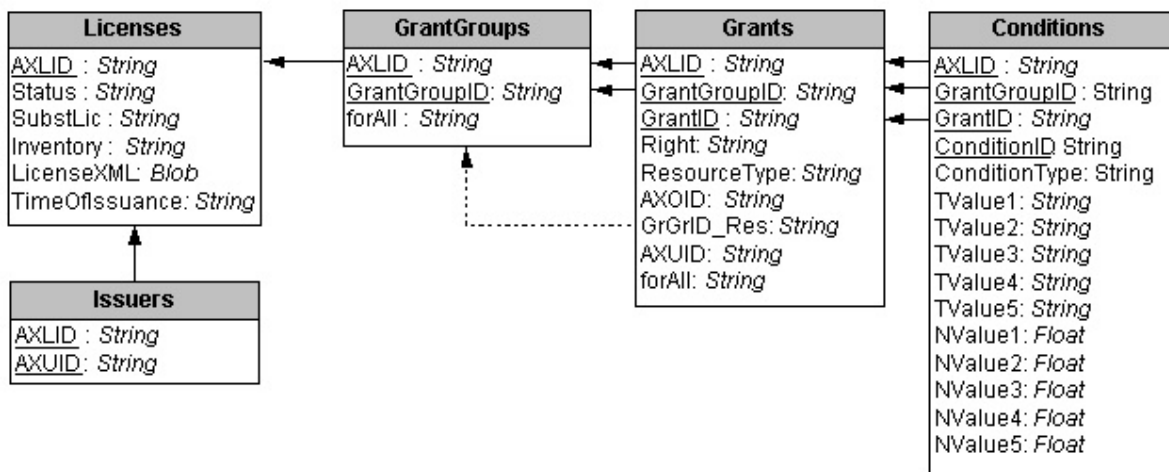 Licenses
AXLID : String
Status : String
SubstLic : String
Inventory : String
LicenseXML: Blob
TimeOfIssuance: String
Issuers
AXLID : String
AXUID: String
GrantGroups
AXLID : String
GrantGroupID: String
forAll : String
Grants
AXLID : String
GrantGroupID: String
GrantID : String
Right: String
ResourceType: String
AXOID: String
GrGrID_Res: String
AXUID: String
forAll: String
Conditions
AXLID : String
GrantGroupID : String
GrantID : String
ConditionID String
ConditionType: String
TValue1: String
TValue2: String
TValue3: String
TValue4: String
TValue5: String
NValue1: Float
NValue2: Float
NValue3: Float
NValue4: Float
NValue5: Float